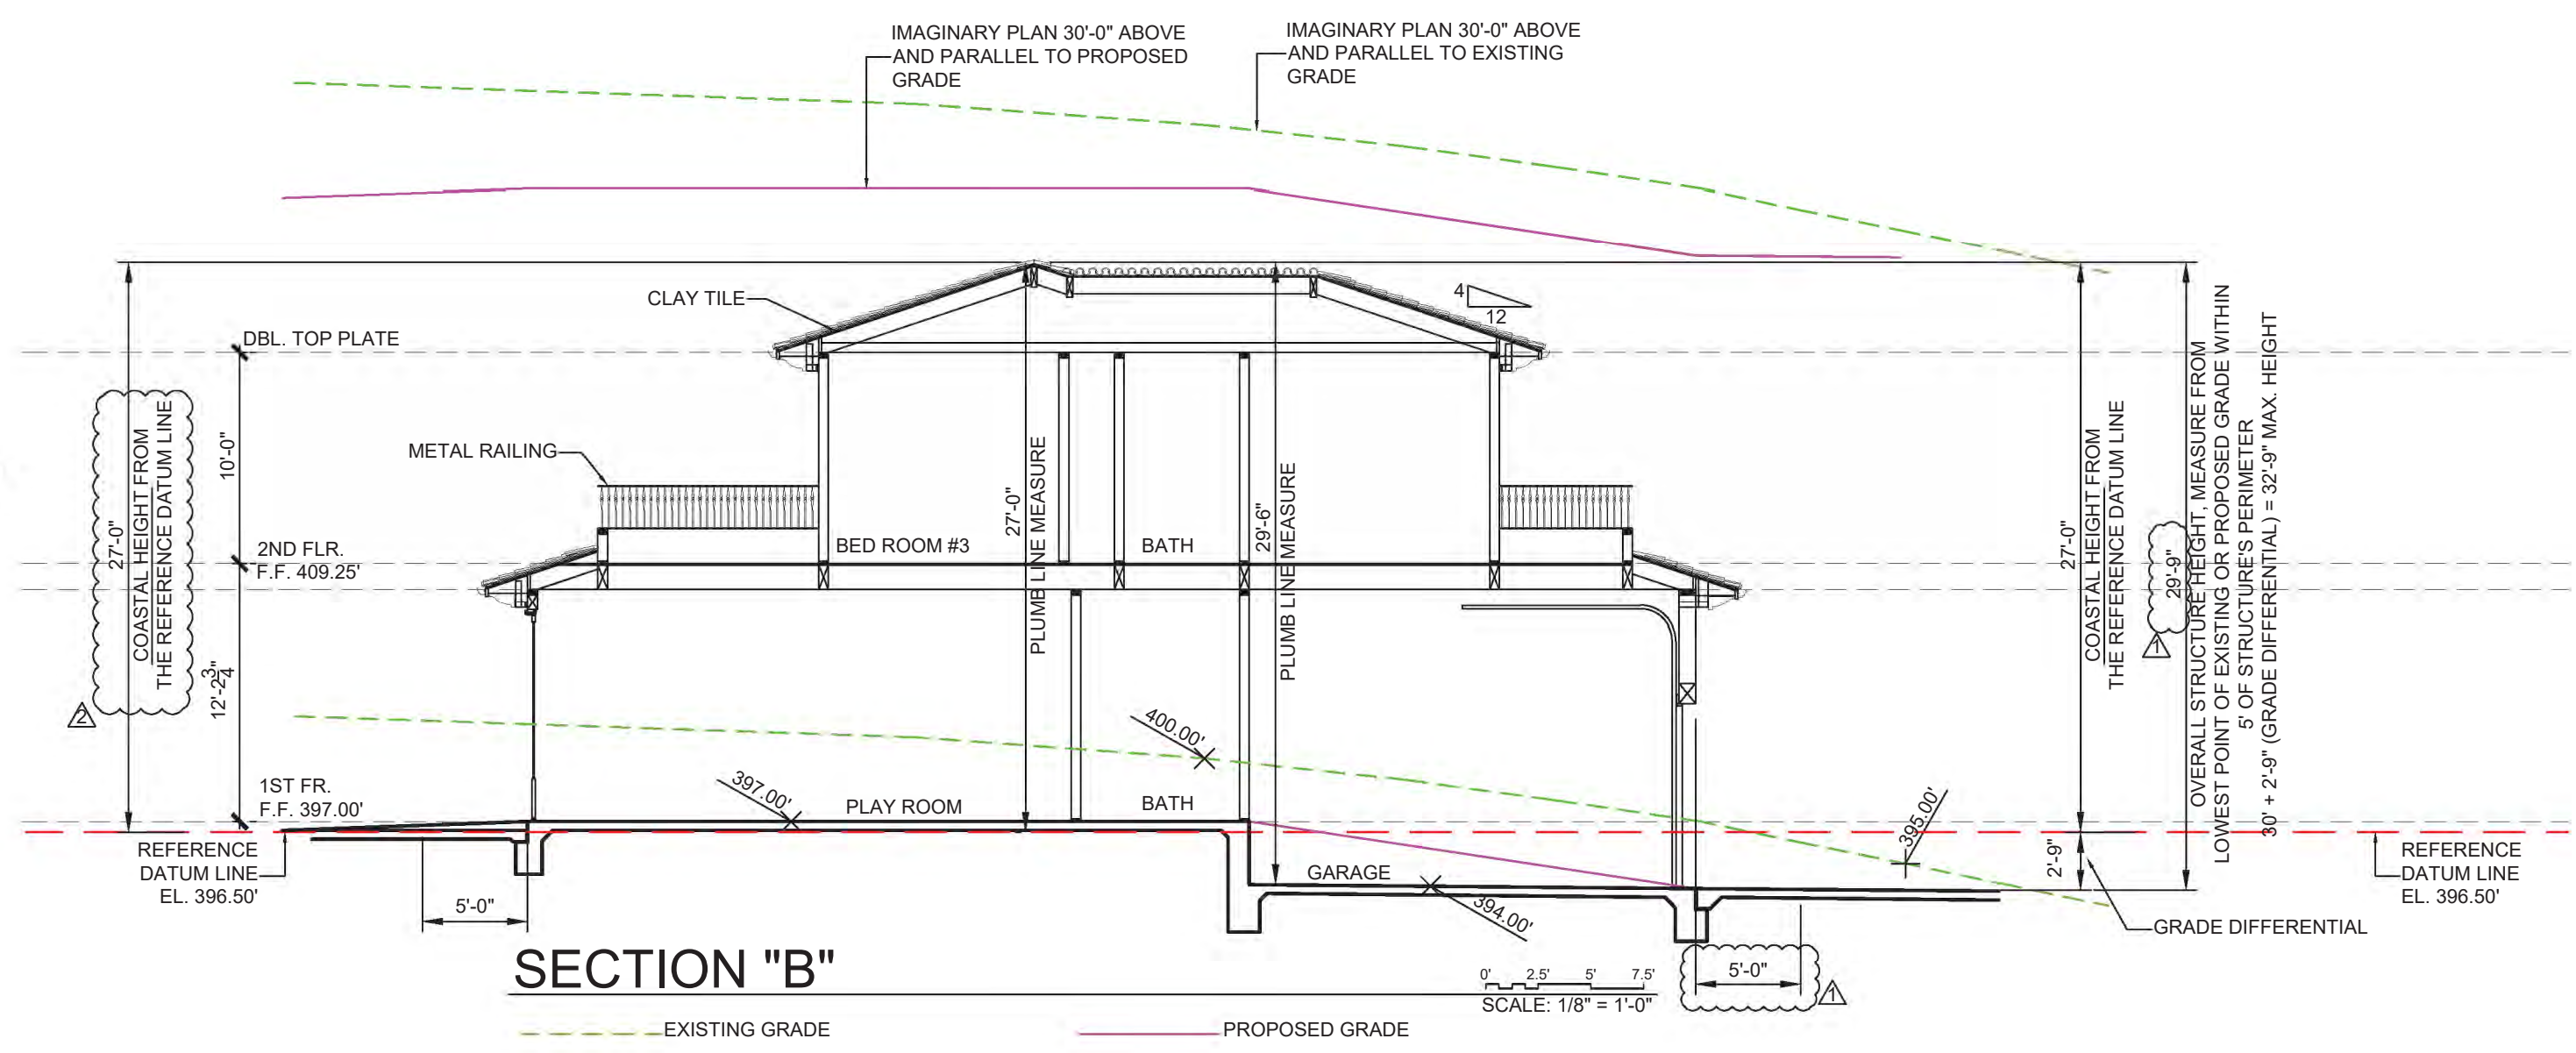 IMAGINARY PLAN 30'-0" ABOVE
AND PARALLEL TO PROPOSED
GRADE
IMAGINARY PLAN 30'-0" ABOVE
AND PARALLEL TO EXISTING
GRADE
CLAY TILE
4
12
DBL. TOP PLATE
METAL RAILING
27'-0"
COASTAL HEIGHT FROM
THE REFERENCE DATUM LINE
2
10'-0"
12'-2 3/4"
2ND FLR.
F.F. 409.25'
1ST FR.
F.F. 397.00'
BED ROOM #3
BATH
27'-0"
PLUMB LINE MEASURE
29'-6"
PLUMB LINE MEASURE
400.00'
397.00'
PLAY ROOM
BATH
GARAGE
394.00'
395.00'
27'-0"
COASTAL HEIGHT FROM
THE REFERENCE DATUM LINE
2'-9"
29'-9"
1
OVERALL STRUCTURE HEIGHT, MEASURE FROM
LOWEST POINT OF EXISTING OR PROPOSED GRADE WITHIN
5' OF STRUCTURE'S PERIMETER
30' + 2'-9" (GRADE DIFFERENTIAL) = 32'-9" MAX. HEIGHT
REFERENCE
DATUM LINE
EL. 396.50'
REFERENCE
DATUM LINE
EL. 396.50'
GRADE DIFFERENTIAL
5'-0"
5'-0"
1
SECTION "B"
0' 2.5' 5' 7.5'
SCALE: 1/8" = 1'-0"
EXISTING GRADE
PROPOSED GRADE